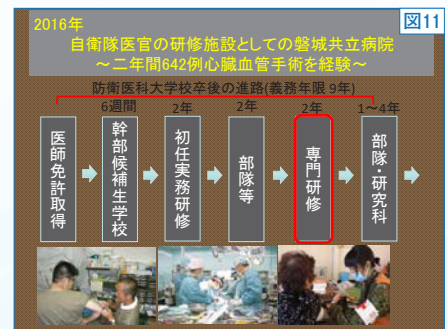 図11
2016年
自衛隊医官の研修施設としての磐城共立病院
～二年間642例心臓血管手術を経験～
防衛医科大学校卒後の進路(義務年限 9年)
6週間 2年 2年 2年 1～4年
医師免許取得
幹部候補生学校
初任実務研修
部隊等
専門研修
部隊・研究科